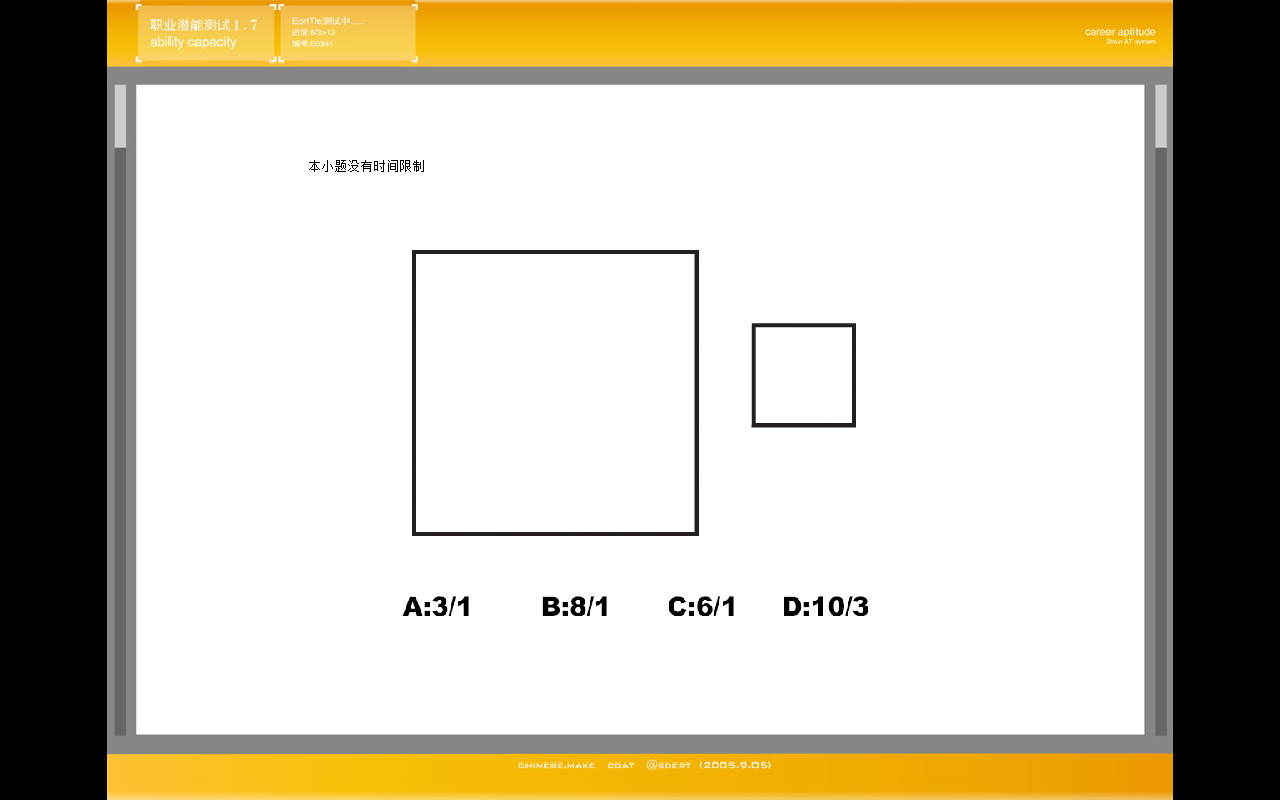 职业潜能测试1.7
ability capacity
EortTle:测试中......
进度:8/3>13
编号:S0341
career aptitude
Brain AT system
本小题没有时间限制
A:3/1 B:8/1 C:6/1 D:10/3
CHINESE.MAKE COAT @SDERT (2005.9.05)